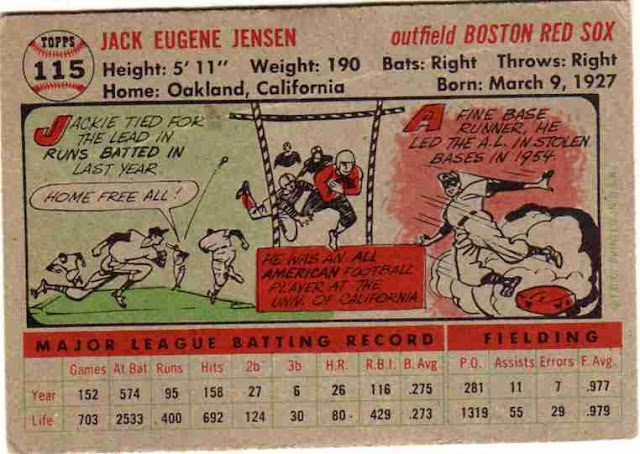 TOPPS
115
JACK EUGENE JENSEN
outfield BOSTON RED SOX
Height: 5' 11" Weight: 190 Bats: Right Throws: Right
Home: Oakland, California Born: March 9, 1927
JACKIE TIED FOR
THE LEAD IN
RUNS BATTED IN
LAST YEAR.
HOME FREE ALL!
HE WAS AN ALL
AMERICAN FOOTBALL
PLAYER AT THE
UNIV. OF CALIFORNIA
A FINE BASE
RUNNER, HE
LED THE A.L. IN STOLEN
BASES IN 1954.
MAJOR LEAGUE BATTING RECORD FIELDING
Games At Bat Runs Hits 2b 3b H.R. R.B.I. B. Avg P.O. Assists Errors F. Avg.
Year 152 574 95 158 27 6 26 116 .275 281 11 7 .977
Life 703 2533 400 692 124 30 80 429 .273 1319 55 29 .979